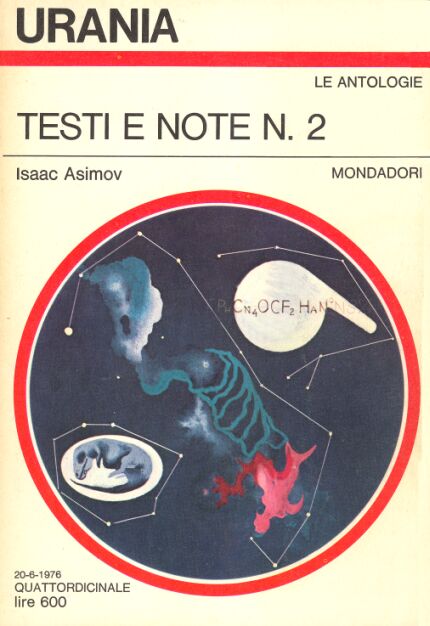 URANIA
LE ANTOLOGIE
TESTI E NOTE N. 2
Isaac Asimov
MONDADORI
20-6-1976
QUATTORDICINALE
lire 600